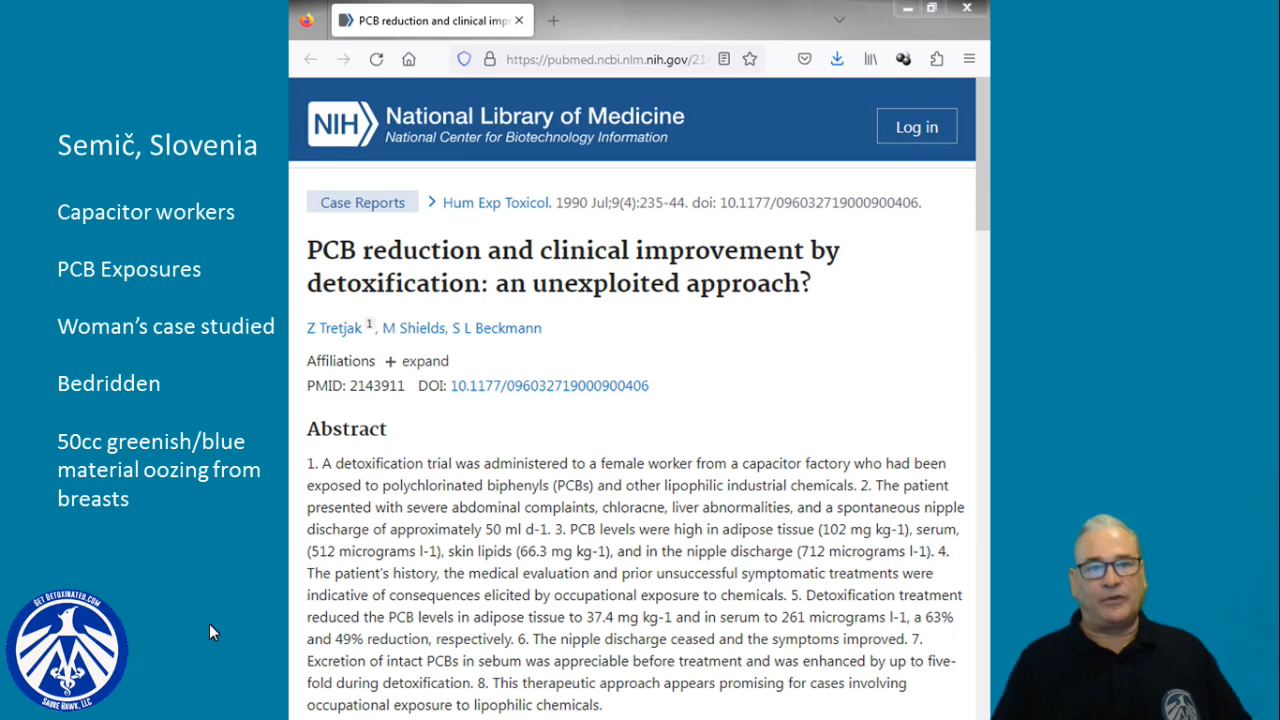 Semič, Slovenia
Capacitor workers
PCB Exposures
Woman's case studied
Bedridden
50cc greenish/blue
material oozing from
breasts
GET DETOXINATED.COM
SABRE HAWK, LLC
PCB reduction and clinical imp
https://pubmed.ncbi.nlm.nih.gov/21
NIH
National Library of Medicine
National Center for Biotechnology Information
Log in
Case Reports > Hum Exp Toxicol. 1990 Jul;9(4):235-44. doi: 10.1177/096032719000900406.
PCB reduction and clinical improvement by
detoxification: an unexploited approach?
Z Tretjak 1, M Shields, S L Beckmann
Affiliations + expand
PMID: 2143911 DOI: 10.1177/096032719000900406
Abstract
1. A detoxification trial was administered to a female worker from a capacitor factory who had been
exposed to polychlorinated biphenyls (PCBs) and other lipophilic industrial chemicals. 2. The patient
presented with severe abdominal complaints, chloracne, liver abnormalities, and a spontaneous nipple
discharge of approximately 50 ml d-1. 3. PCB levels were high in adipose tissue (102 mg kg-1), serum,
(512 micrograms l-1), skin lipids (66.3 mg kg-1), and in the nipple discharge (712 micrograms l-1). 4.
The patient's history, the medical evaluation and prior unsuccessful symptomatic treatments were
indicative of consequences elicited by occupational exposure to chemicals. 5. Detoxification treatment
reduced the PCB levels in adipose tissue to 37.4 mg kg-1 and in serum to 261 micrograms l-1, a 63%
and 49% reduction, respectively. 6. The nipple discharge ceased and the symptoms improved. 7.
Excretion of intact PCBs in sebum was appreciable before treatment and was enhanced by up to five-
fold during detoxification. 8. This therapeutic approach appears promising for cases involving
occupational exposure to lipophilic chemicals.